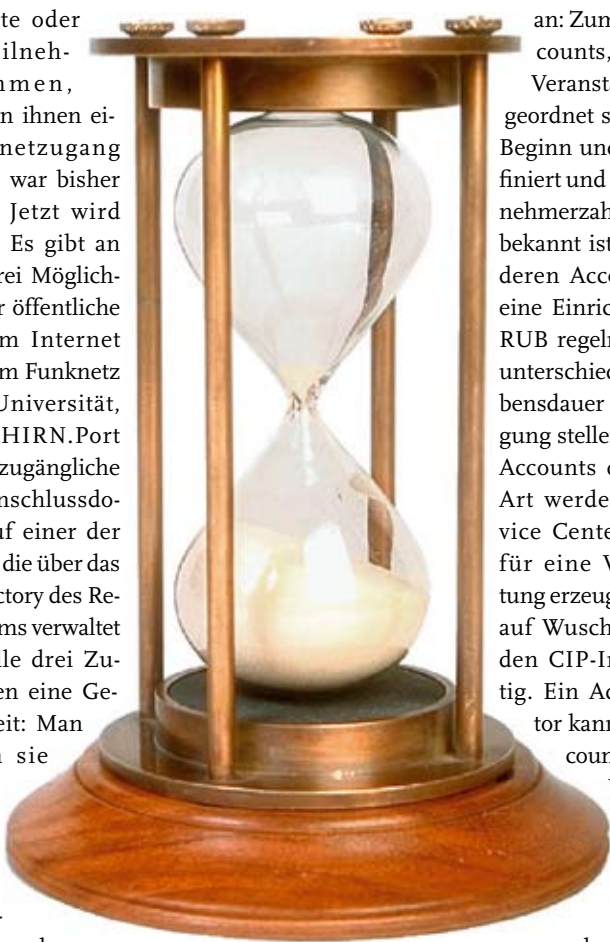 te oder
ilneh-
mmen,
n ihnen ei-
netzugang
war bisher
Jetzt wird
Es gibt an
rei Möglich-
r öffentliche
m Internet
m Funknetz
Universität,
HIRN.Port
zugängliche
nschlussdo-
uf einer der
die über das
ctory des Re-
ms verwaltet
lle drei Zu-
en eine Ge-
eit: Man
sie
an: Zum
counts,
Veranst
geordnet s
Beginn und
finiert und
nehmerzah
bekannt ist
deren Acco
eine Einric
RUB regeln
unterschied
bensdauer
gung stelle
Accounts d
Art werde
vice Cente
für eine V
tung erzeug
auf Wusch
den CIP-In
tig. Ein Ad
tor kann
coun